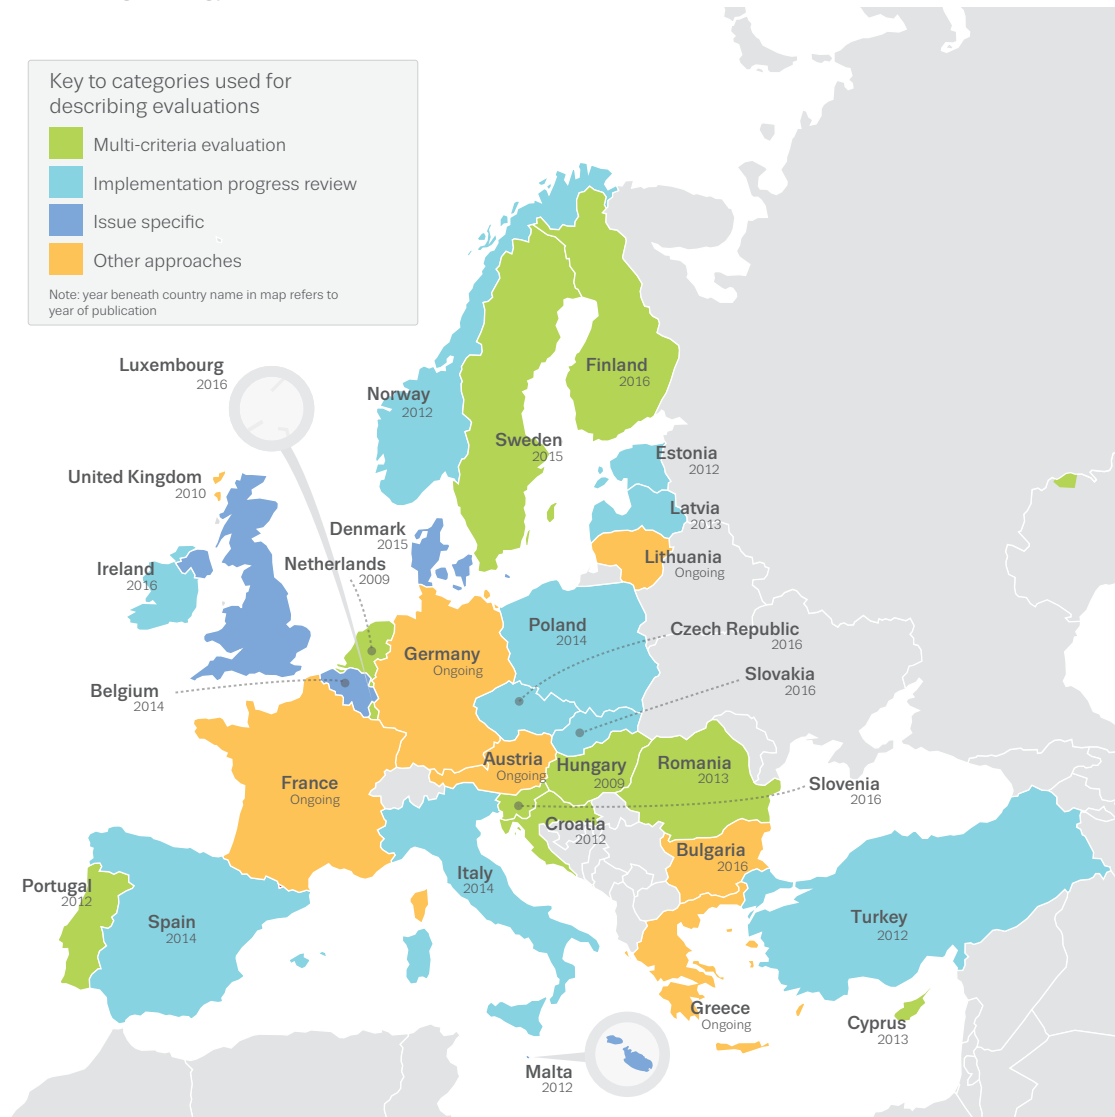 Key to categories used for
describing evaluations
Multi-criteria evaluation
Implementation progress review
Issue specific
Other approaches
Note: year beneath country name in map refers to
year of publication
Luxembourg
2016
Norway
2012
Finland
2016
Sweden
2015
Estonia
2012
United Kingdom
2010
Latvia
2013
Denmark
2015
Lithuania
Ongoing
Netherlands
2009
Ireland
2016
Poland
2014
Czech Republic
2016
Germany
Ongoing
Slovakia
2016
Belgium
2014
Austria
Ongoing
Hungary
2009
Romania
2013
France
Ongoing
Slovenia
2016
Croatia
2012
Bulgaria
2016
Italy
2014
Portugal
2012
Spain
2014
Turkey
2012
Greece
Ongoing
Cyprus
2013
Malta
2012